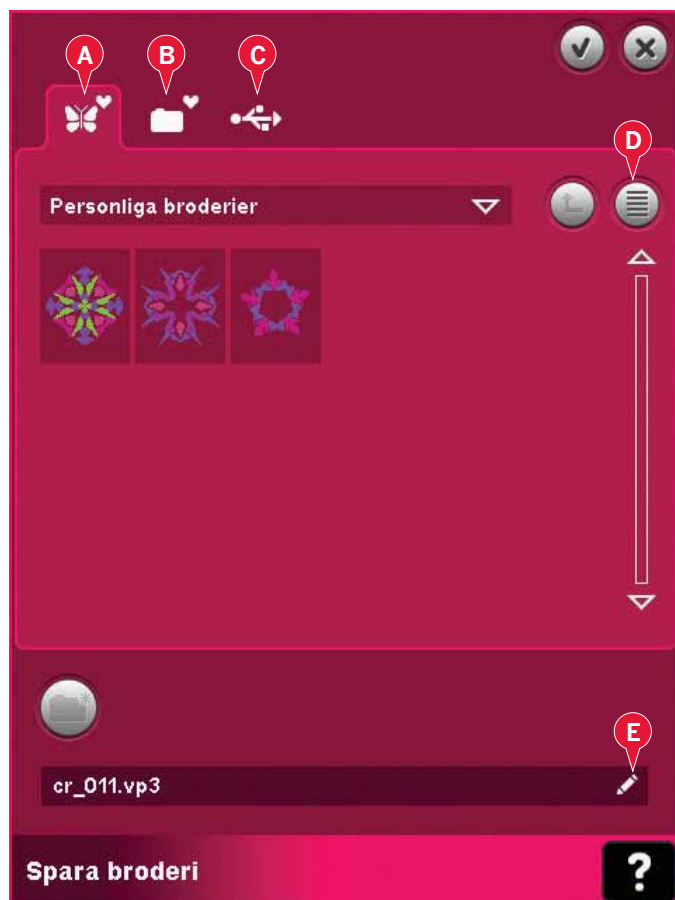 A B C
D
Personliga broderier
E
cr_011.vp3
Spara broderi ?